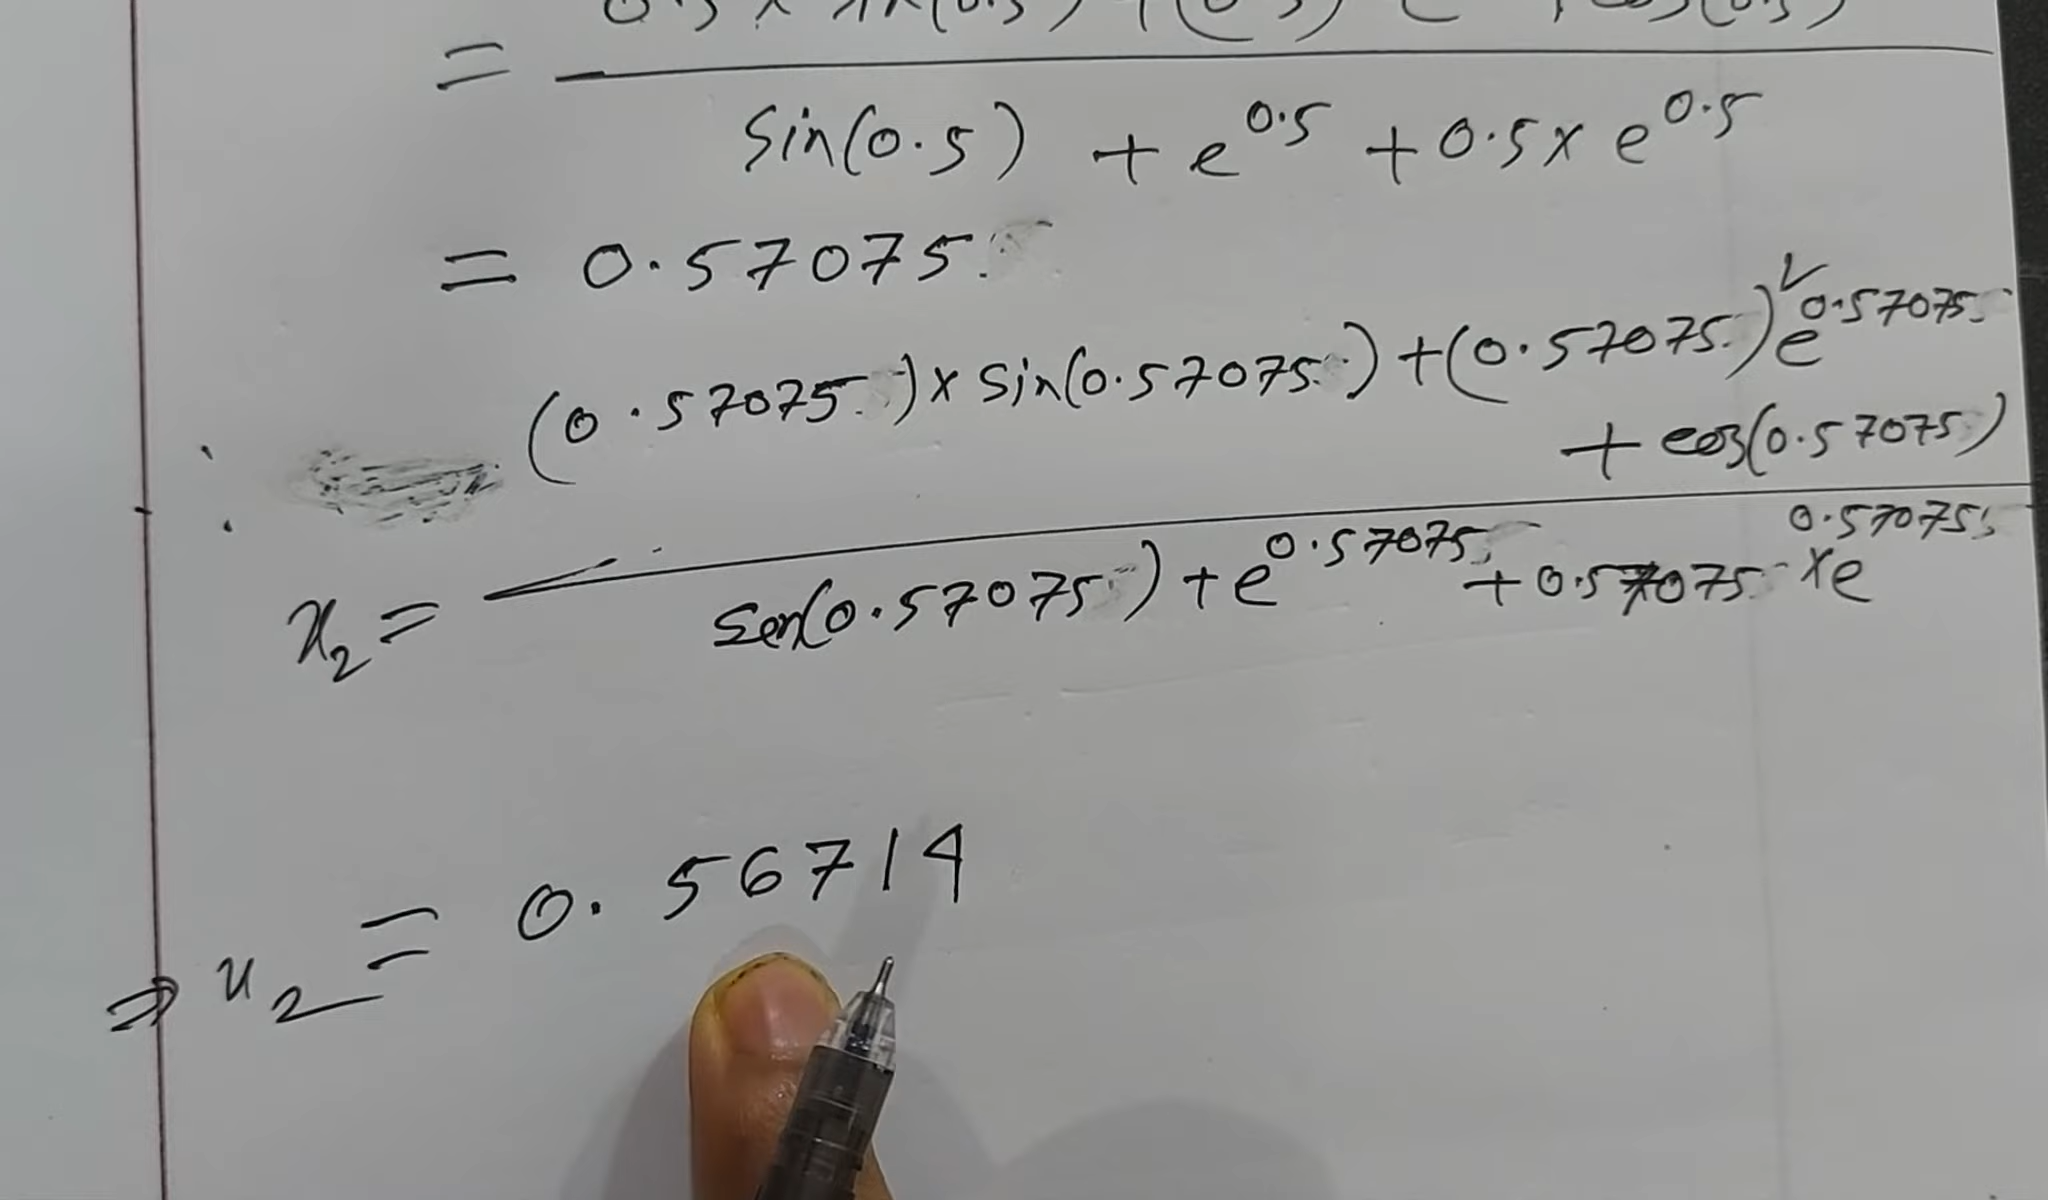 =
sin(0.5) + e^0.5 + 0.5 x e^0.5
= 0.57075
(0.57075) x sin(0.57075) + (0.57075)^2 e^0.57075
+ cos(0.57075)
x2 =
sin(0.57075) + e^0.57075 + 0.57075 x e^0.57075
⇒ x2 = 0.56714